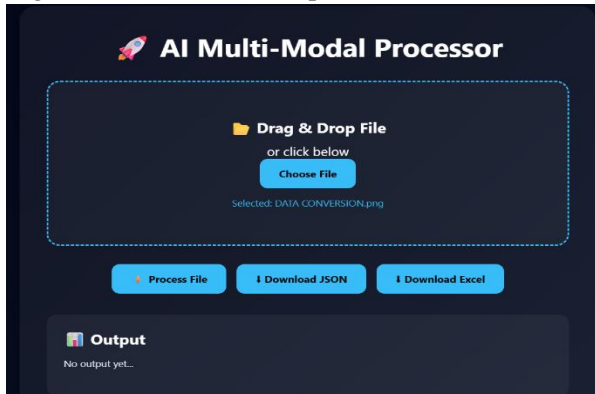 🚀 AI Multi-Modal Processor
📂 Drag & Drop File
or click below
Choose File
Selected: DATA CONVERSION.png
Process File
⬇ Download JSON
⬇ Download Excel
📊 Output
No output yet...